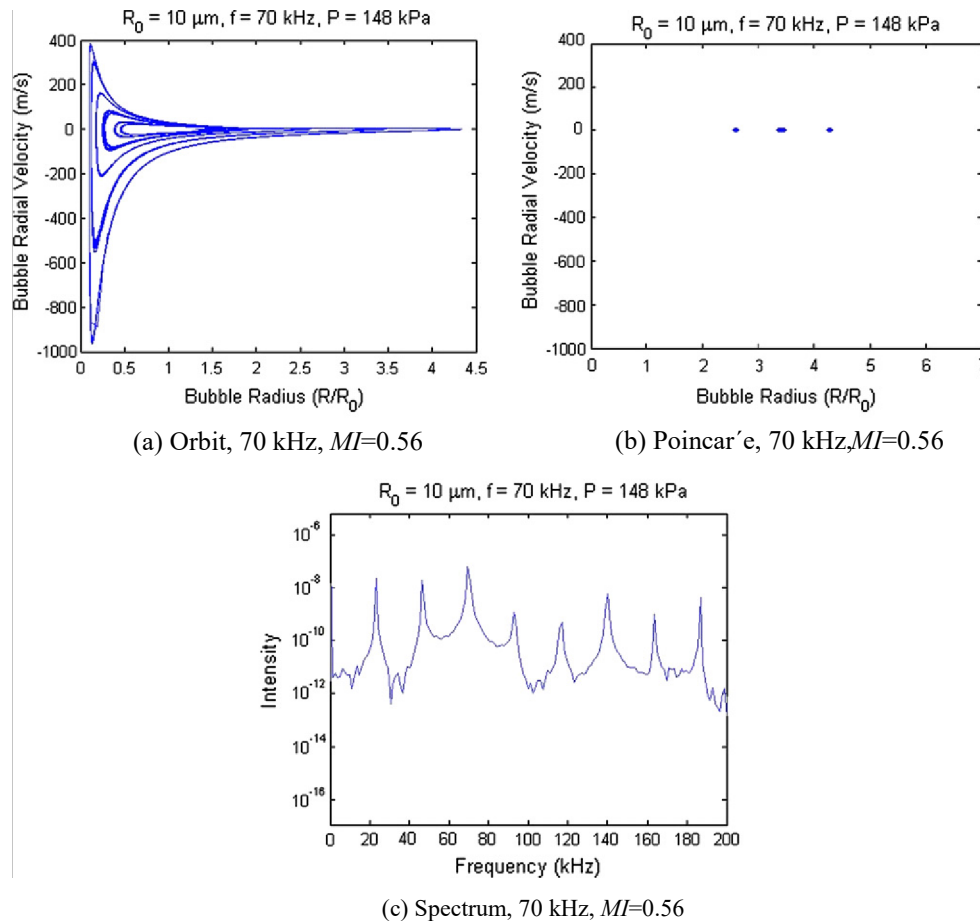 R0 = 10 μm, f = 70 kHz, P = 148 kPa
400
200
0
-200
-400
-600
-800
-1000
Bubble Radial Velocity (m/s)
0 0.5 1 1.5 2 2.5 3 3.5 4 4.5
Bubble Radius (R/R0)
(a) Orbit, 70 kHz, MI=0.56
R0 = 10 μm, f = 70 kHz, P = 148 kPa
400
200
0
-200
-400
-600
-800
-1000
Bubble Radial Velocity (m/s)
0 1 2 3 4 5 6 7
Bubble Radius (R/R0)
(b) Poincar´e, 70 kHz,MI=0.56
R0 = 10 μm, f = 70 kHz, P = 148 kPa
10-6
10-8
10-10
10-12
10-14
10-16
Intensity
0 20 40 60 80 100 120 140 160 180 200
Frequency (kHz)
(c) Spectrum, 70 kHz, MI=0.56